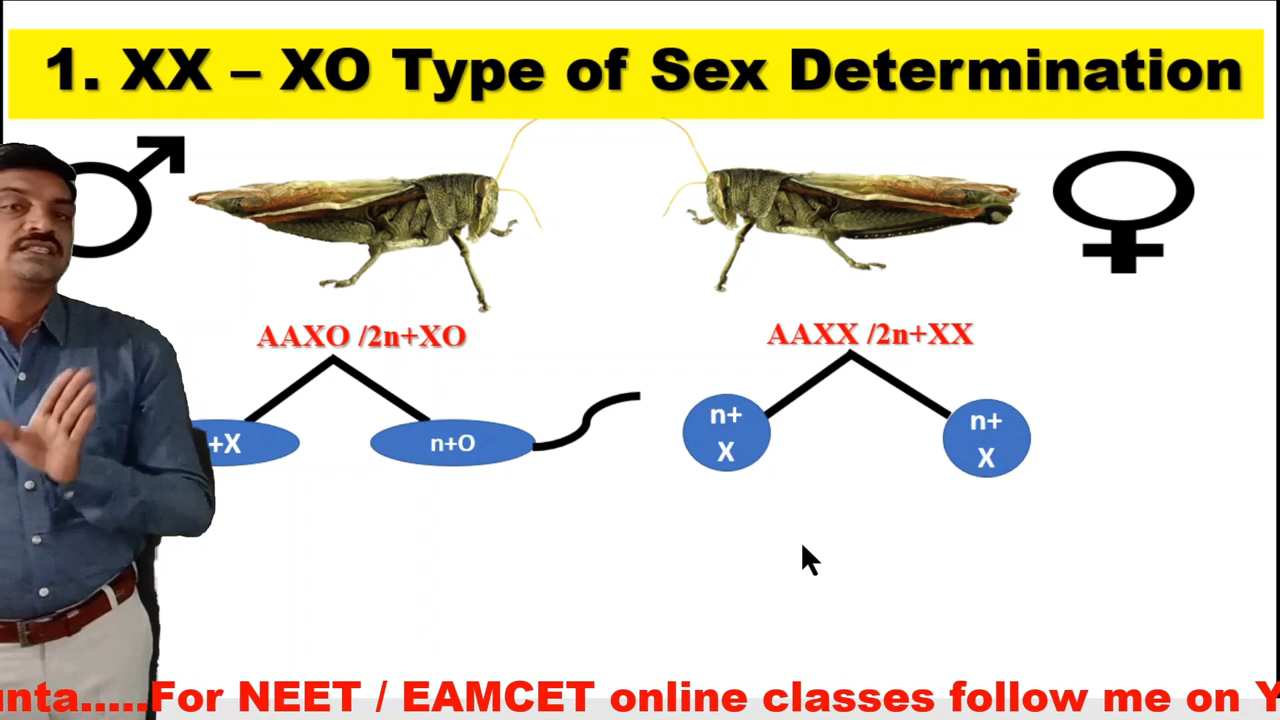 1. XX – XO Type of Sex Determination
AAXO /2n+XO
AAXX /2n+XX
+X
n+O
n+
X
n+
X
.....For NEET / EAMCET online classes follow me on